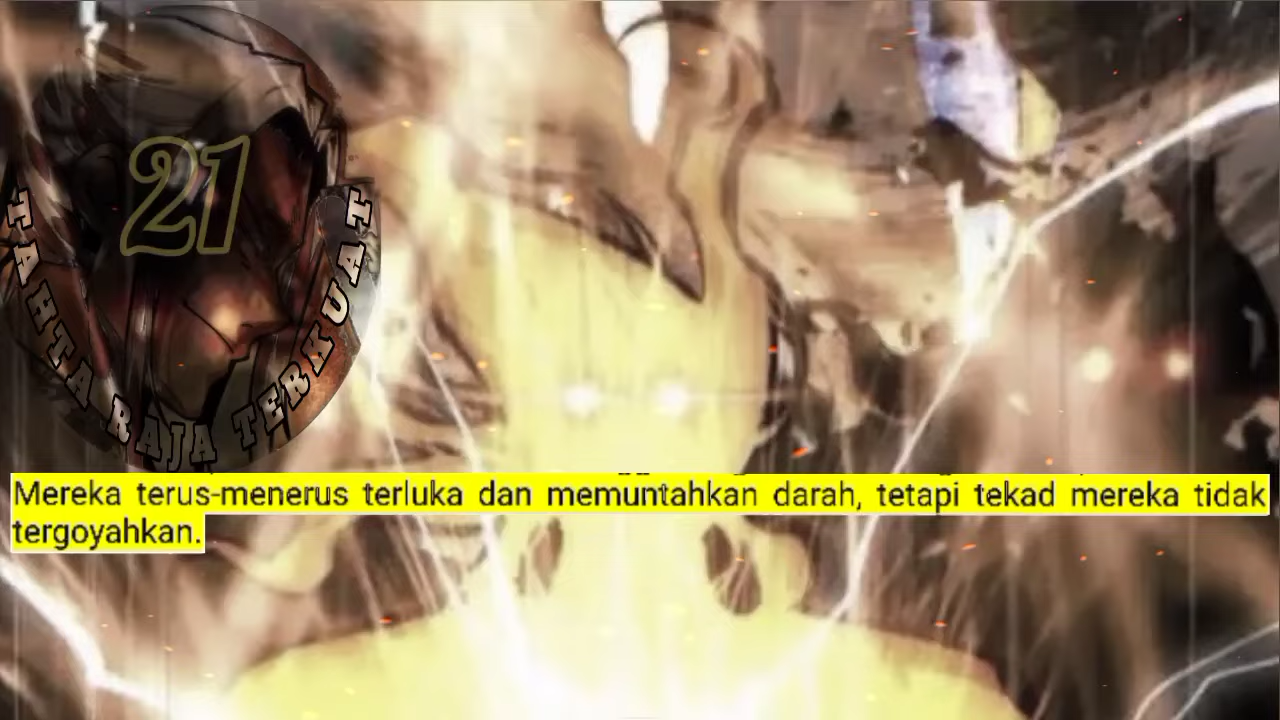 21
TAHTA RAJA TERKUAT
Mereka terus-menerus terluka dan memuntahkan darah, tetapi tekad mereka tidak
tergoyahkan.